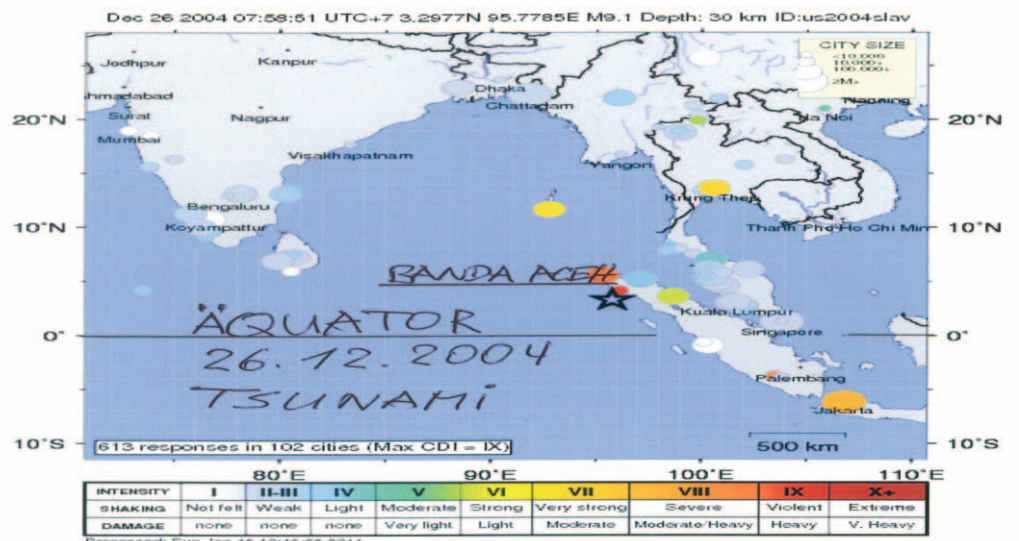 Dec 26 2004 07:58:51 UTC+7 3.2977N 95.7785E M9.1 Depth: 30 km ID:us2004slav
CITY SIZE
<10,000
10,000+
100,000+
2M+
Jodhpur
Kanpur
Ahmadabad
Dhaka
Chattagam
Nanning
Surat
Nagpur
Ha Noi
20°N
20°N
Mumbai
Visakhapatnam
Yangon
Bengaluru
Krung Thep
10°N
Koyampattur
Thanh Pho Ho Chi Min
10°N
BANDA ACEH
Kuala Lumpur
ÄQUATOR
0°
Singapore
0°
26.12.2004
Palembang
TSUNAMi
Jakarta
10°S
613 responses in 102 cities (Max CDI = IX)
500 km
10°S
80°E
90°E
100°E
110°E
INTENSITY I II-III IV V VI VII VIII IX X+
SHAKING Not felt Weak Light Moderate Strong Very strong Severe Violent Extreme
DAMAGE none none none Very light Light Moderate Moderate/Heavy Heavy V. Heavy